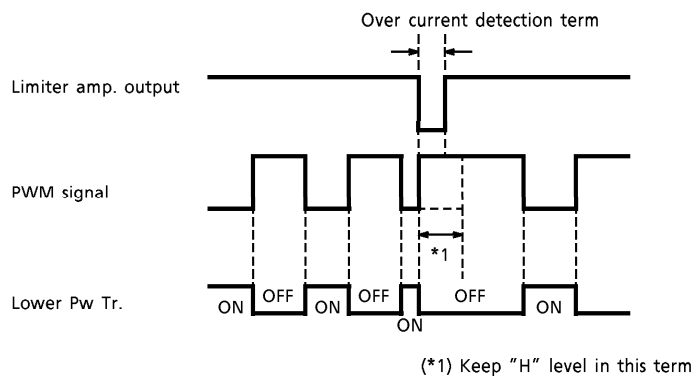 Over current detection term
Limiter amp. output
PWM signal
*1
Lower Pw Tr.
ON
OFF
ON
OFF
ON
OFF
ON
(*1) Keep "H" level in this term